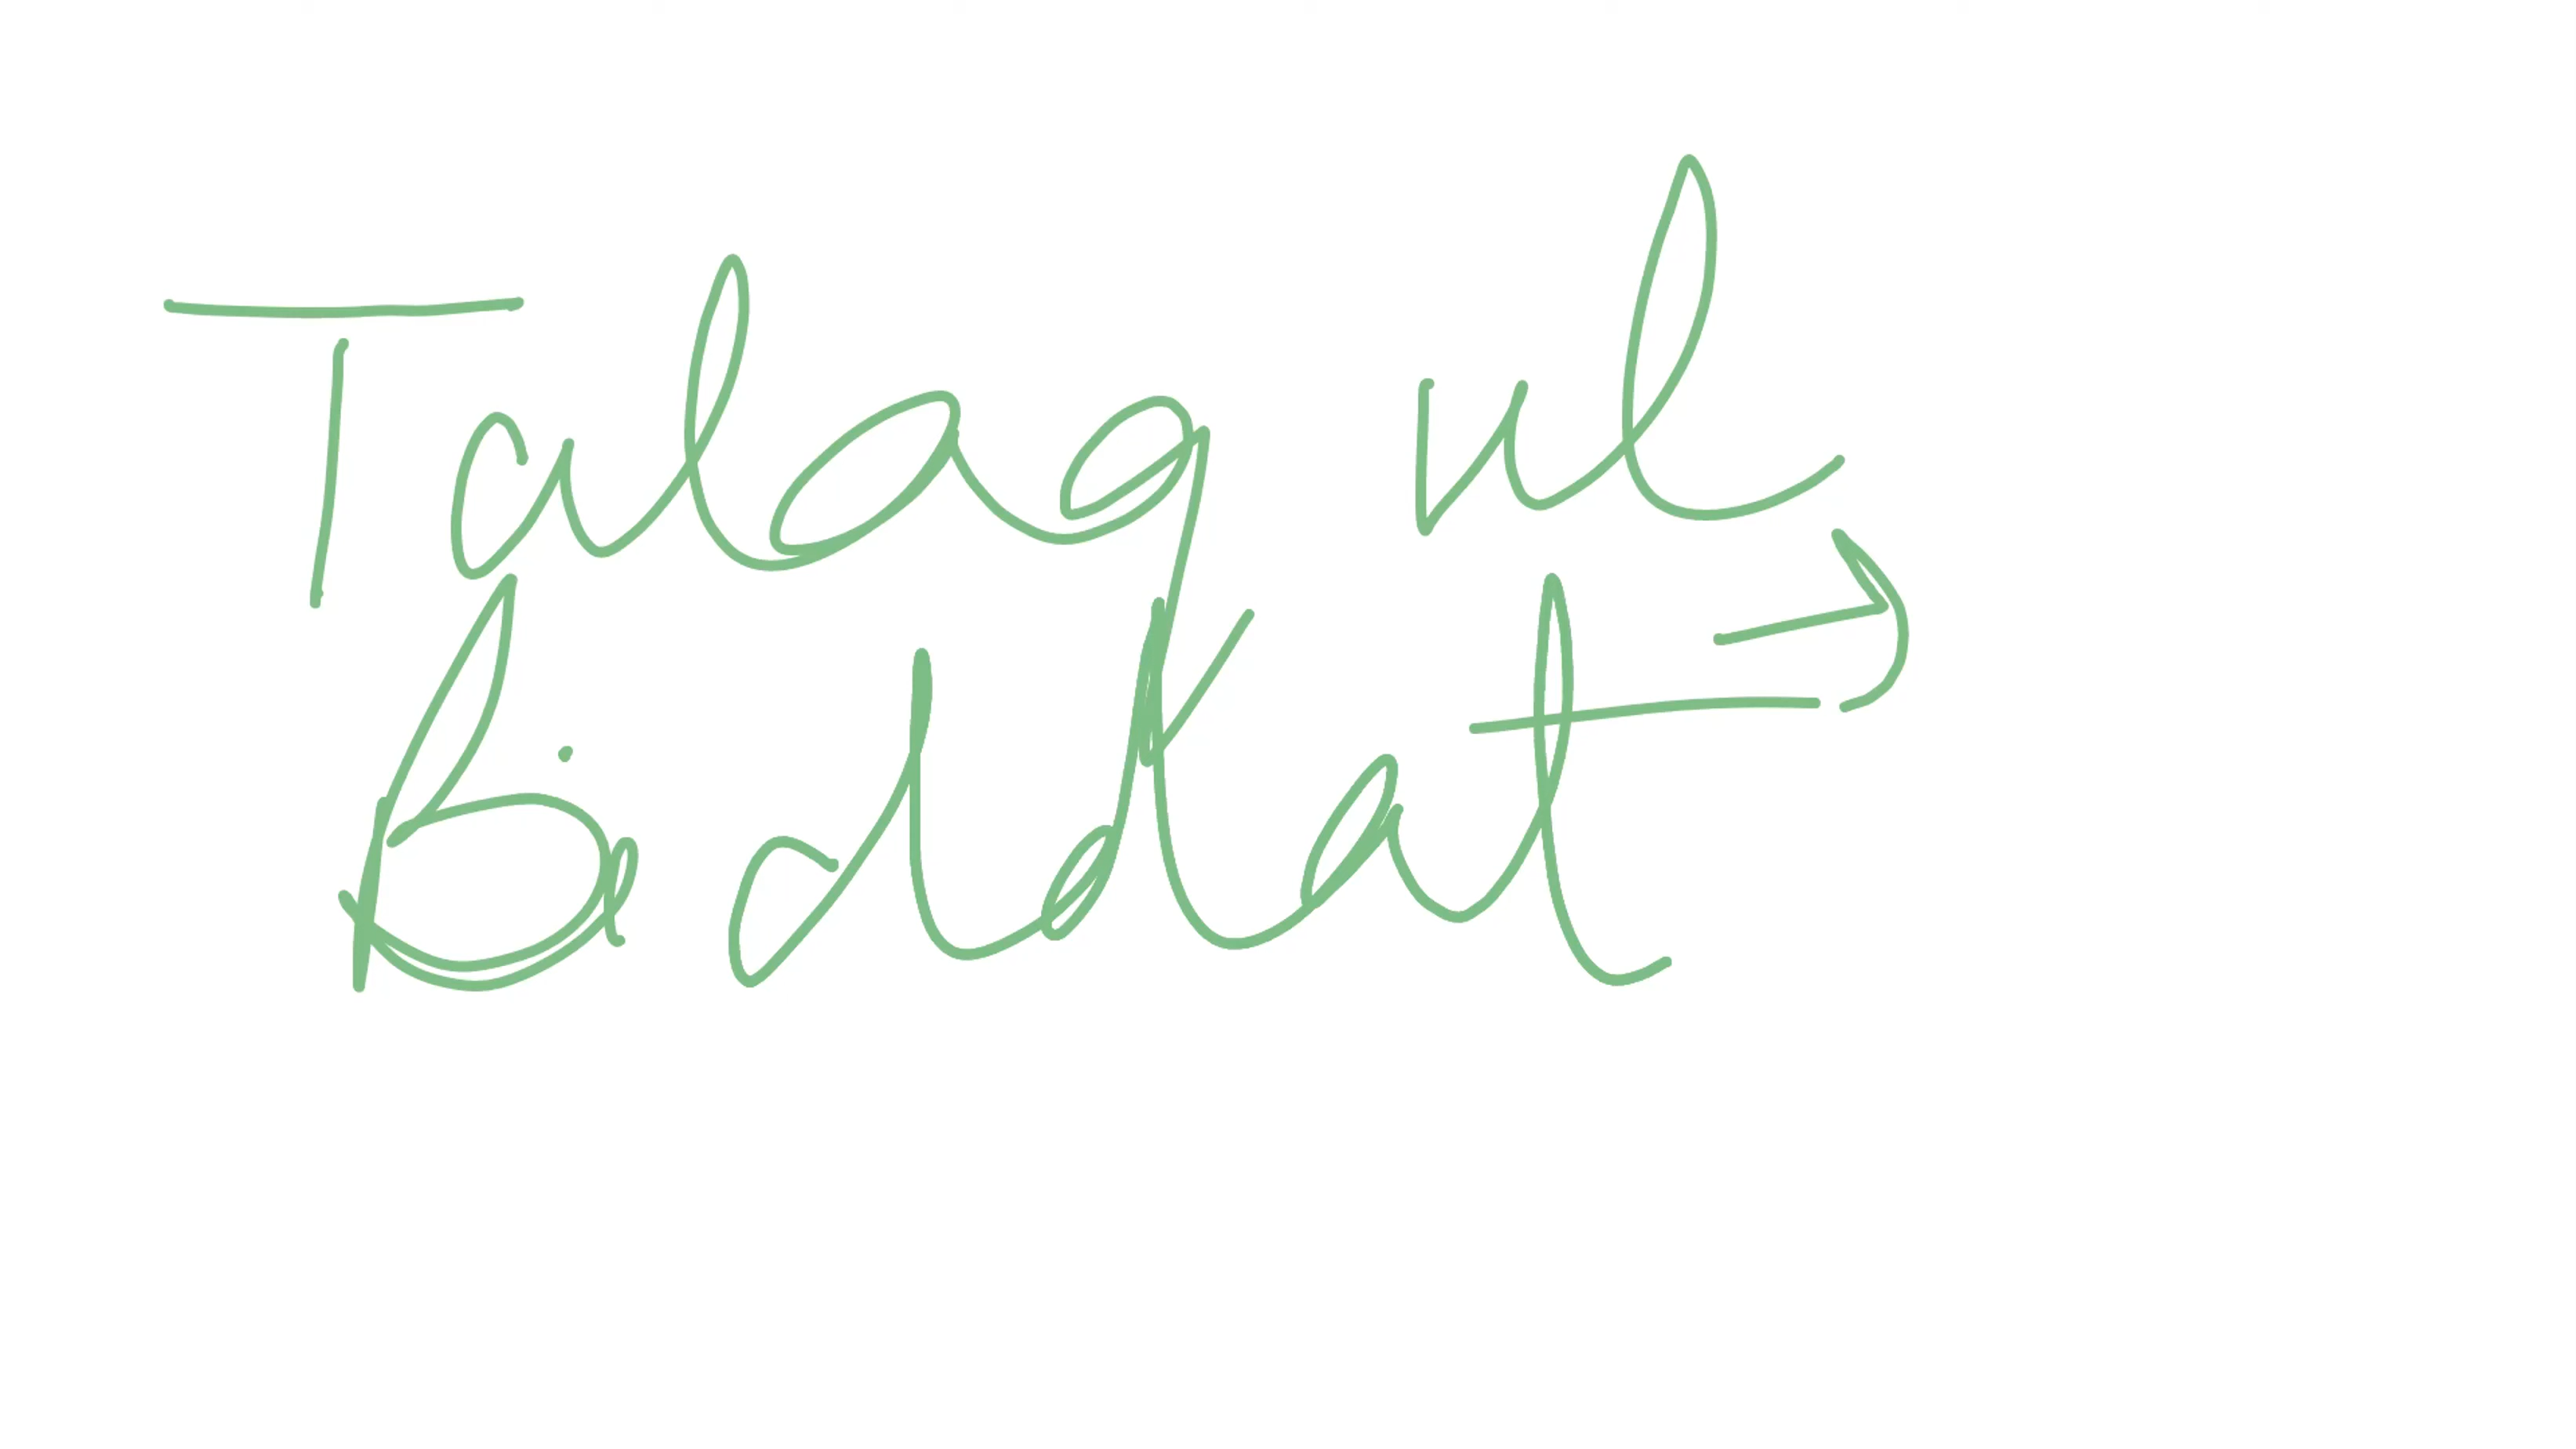 Talaq ul
Biddat →